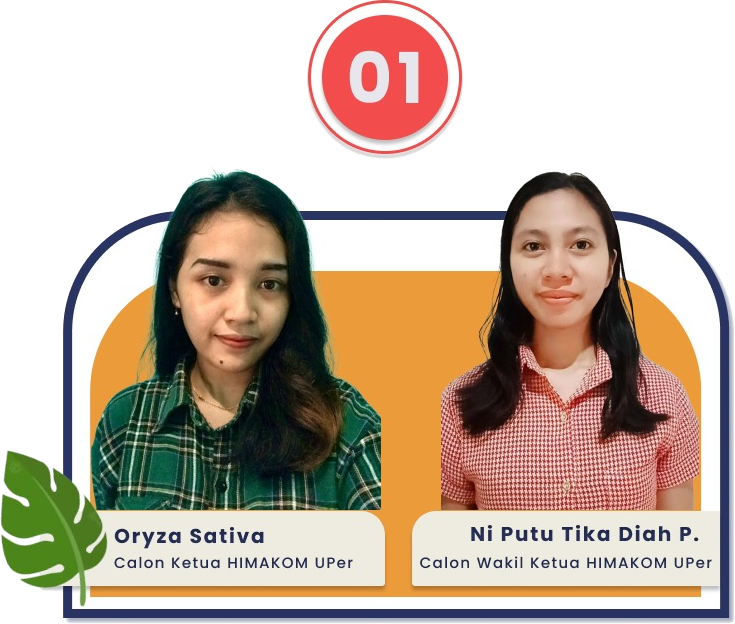 01
Oryza Sativa
Calon Ketua HIMAKOM UPer
Ni Putu Tika Diah P.
Calon Wakil Ketua HIMAKOM UPer